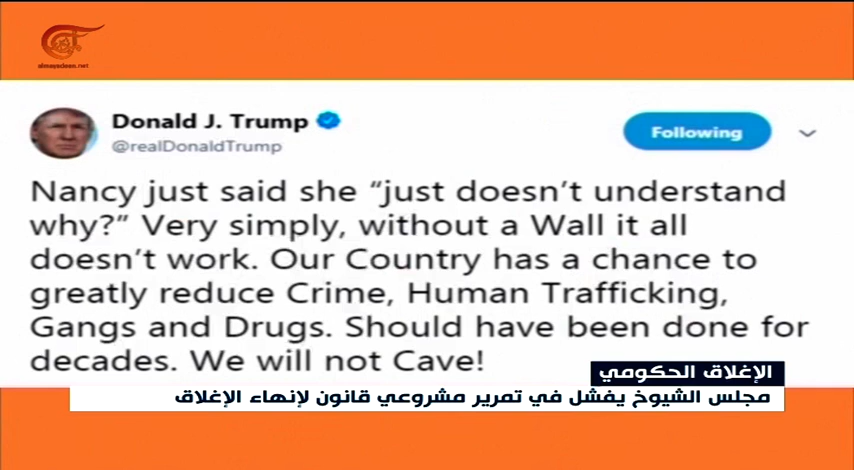 almayadeen.net
Donald J. Trump
@realDonaldTrump
Following
Nancy just said she “just doesn’t understand
why?” Very simply, without a Wall it all
doesn’t work. Our Country has a chance to
greatly reduce Crime, Human Trafficking,
Gangs and Drugs. Should have been done for
decades. We will not Cave!
الإغلاق الحكومي
مجلس الشيوخ يفشل في تمرير مشروعي قانون لإنهاء الإغلاق